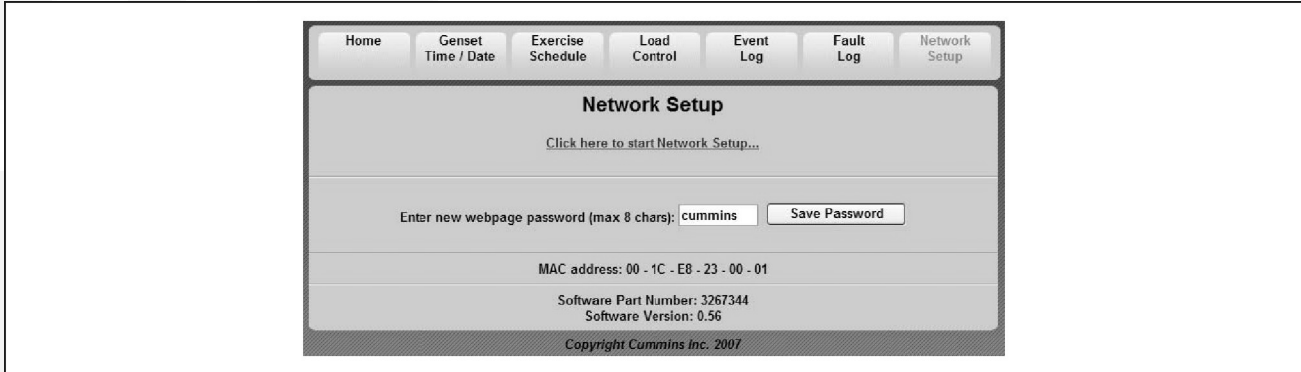 Home
Genset
Time / Date
Exercise
Schedule
Load
Control
Event
Log
Fault
Log
Network
Setup
Network Setup
Click here to start Network Setup...
Enter new webpage password (max 8 chars): cummins Save Password
MAC address: 00 - 1C - E8 - 23 - 00 - 01
Software Part Number: 3267344
Software Version: 0.56
Copyright Cummins Inc. 2007